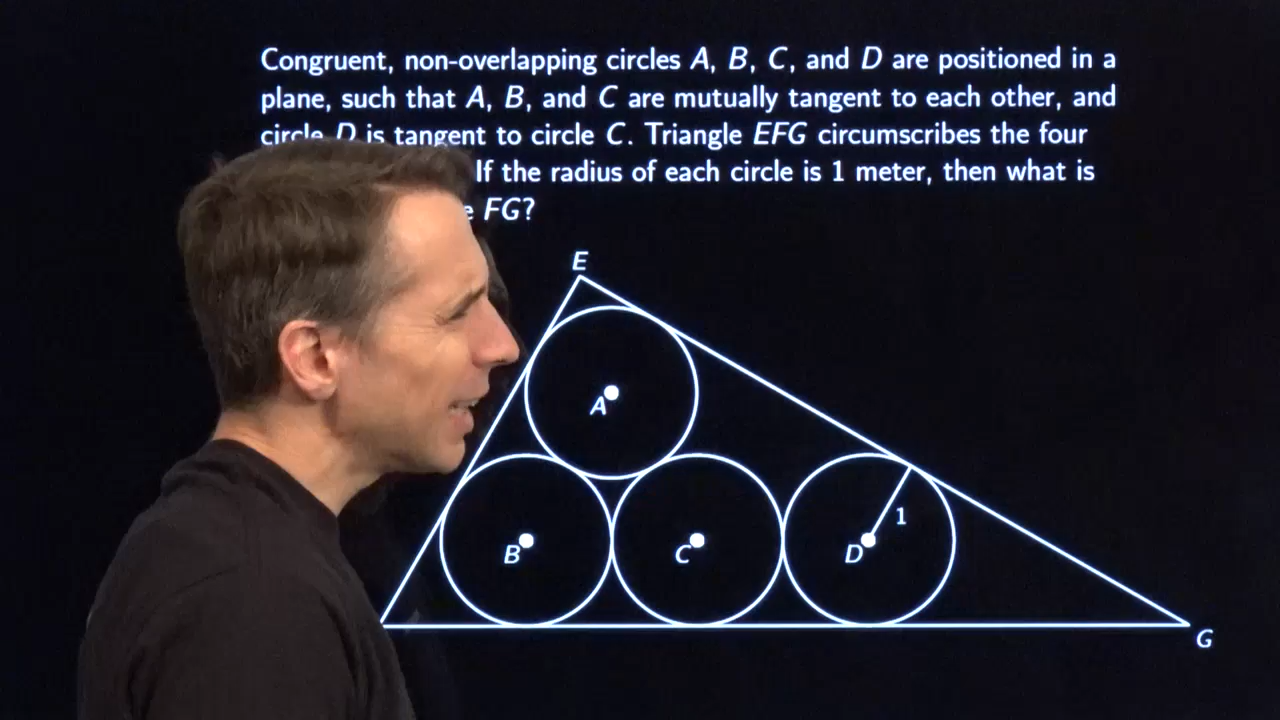 Congruent, non-overlapping circles A, B, C, and D are positioned in a
plane, such that A, B, and C are mutually tangent to each other, and
circle D is tangent to circle C. Triangle EFG circumscribes the four
If the radius of each circle is 1 meter, then what is
FG?
E
A
1
B
C
D
G